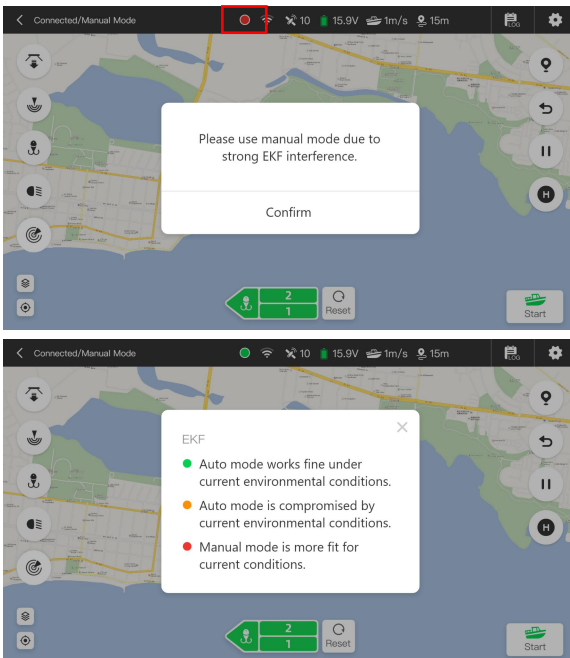 Connected/Manual Mode
10
15.9V
1m/s
15m
LOG
Please use manual mode due to
strong EKF interference.
Confirm
H
2
1
Reset
Start
Connected/Manual Mode
10
15.9V
1m/s
15m
LOG
EKF
Auto mode works fine under
current environmental conditions.
Auto mode is compromised by
current environmental conditions.
Manual mode is more fit for
current conditions.
H
2
1
Reset
Start